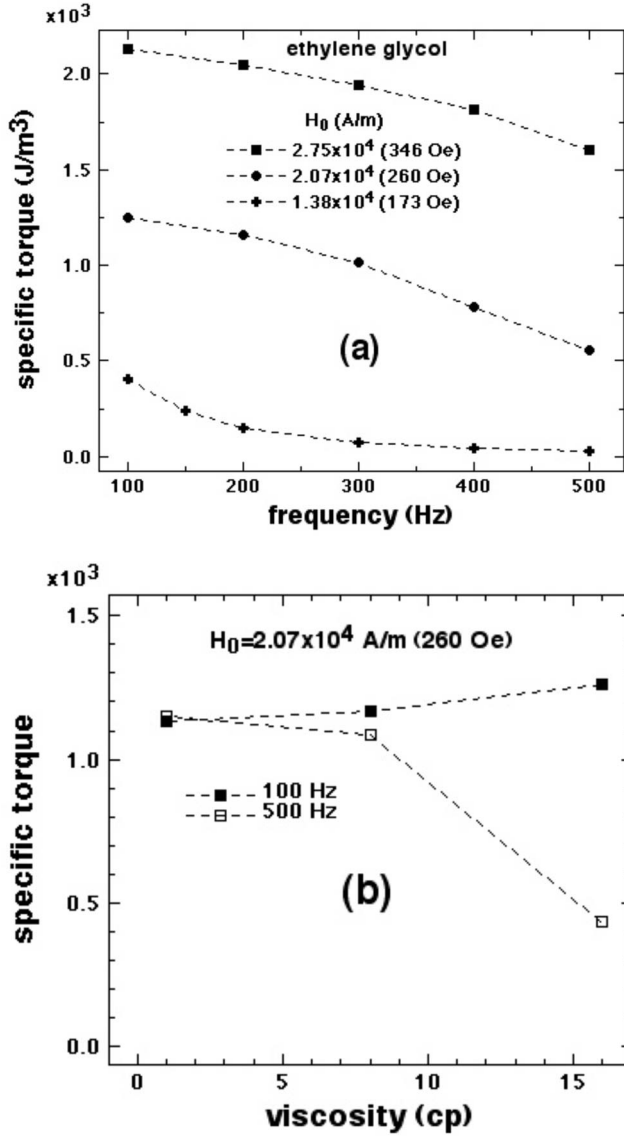 x10³
ethylene glycol
H₀ (A/m)
2.75x10⁴ (346 Oe)
2.07x10⁴ (260 Oe)
1.38x10⁴ (173 Oe)
2.0
1.5
1.0
0.5
0.0
specific torque (J/m³)
(a)
100 200 300 400 500
frequency (Hz)
x10³
H₀=2.07x10⁴ A/m (260 Oe)
1.5
1.0
0.5
0.0
specific torque
100 Hz
500 Hz
(b)
0 5 10 15
viscosity (cp)